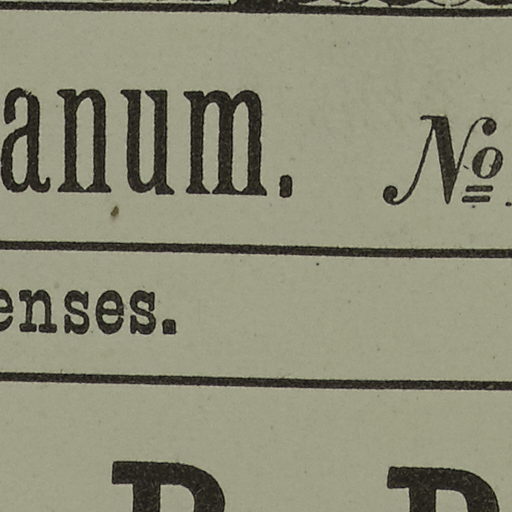 anum. №
enses.